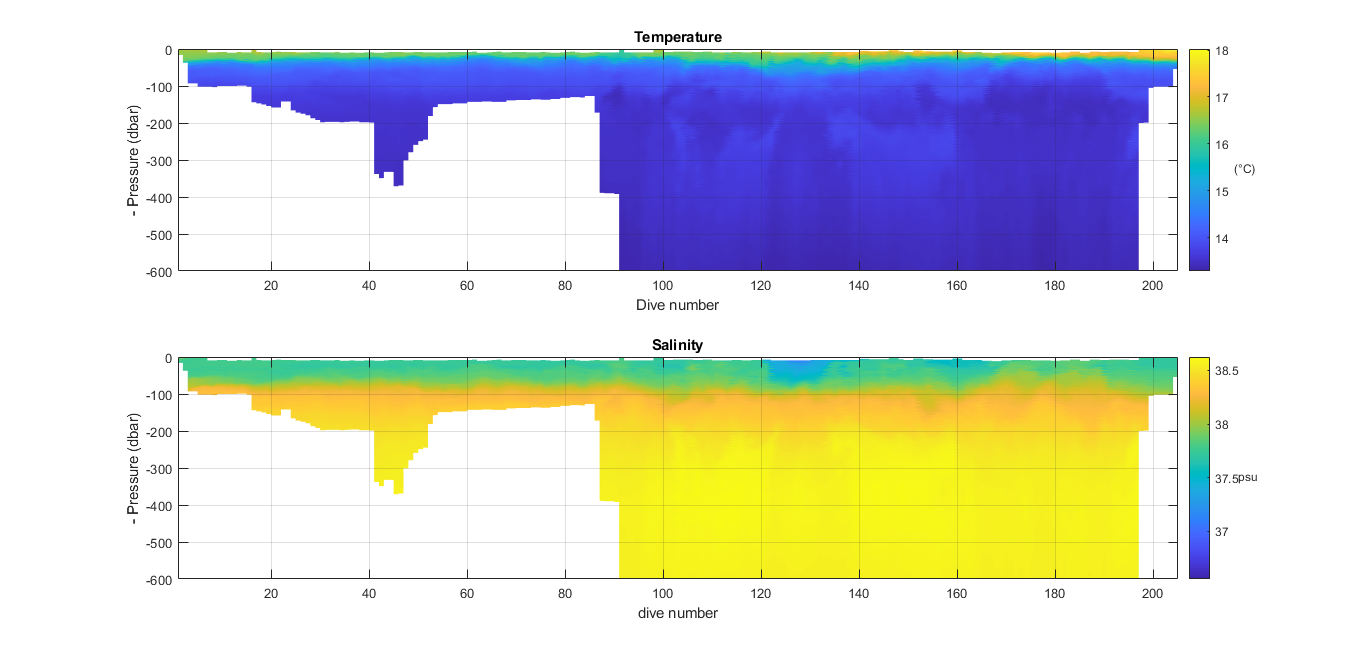 Temperature
0
-100
-200
-300
-400
-500
-600
- Pressure (dbar)
20 40 60 80 100 120 140 160 180 200
Dive number
18
17
16
15
14
(°C)
Salinity
0
-100
-200
-300
-400
-500
-600
- Pressure (dbar)
20 40 60 80 100 120 140 160 180 200
dive number
38.5
38
37.5
37
psu